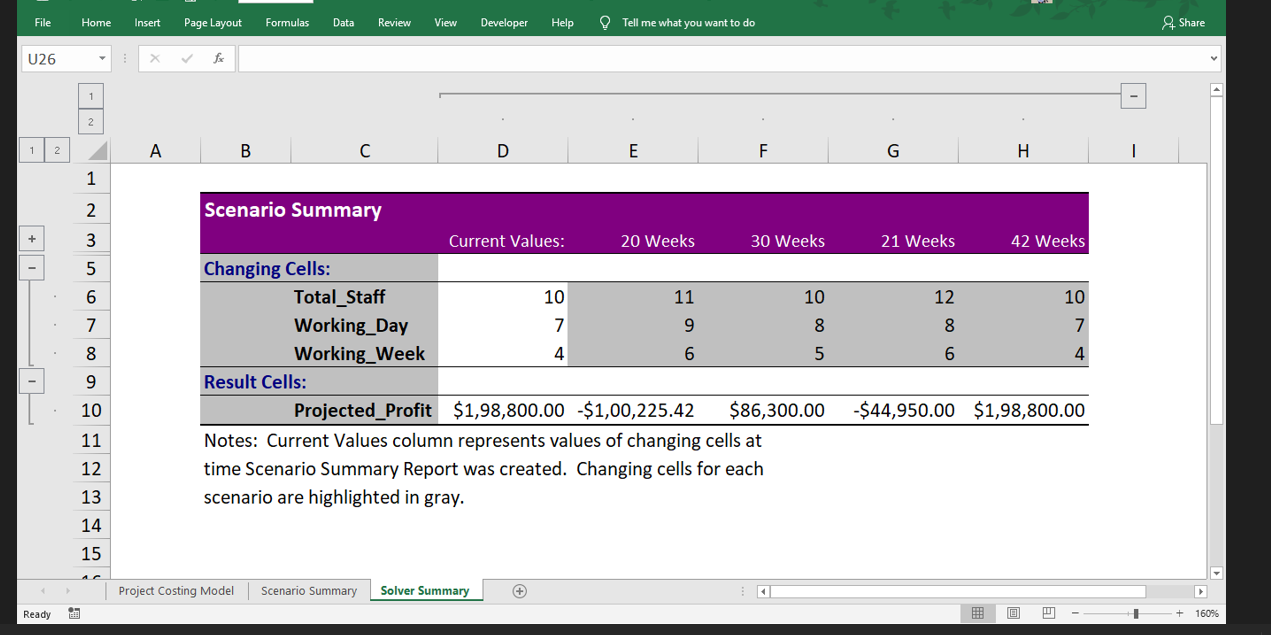 File Home Insert Page Layout Formulas Data Review View Developer Help Tell me what you want to do Share
U26 fx
1
2
1 2 A B C D E F G H I
1
2 Scenario Summary
3 Current Values: 20 Weeks 30 Weeks 21 Weeks 42 Weeks
5 Changing Cells:
6 Total_Staff 10 11 10 12 10
7 Working_Day 7 9 8 8 7
8 Working_Week 4 6 5 6 4
9 Result Cells:
10 Projected_Profit $1,98,800.00 -$1,00,225.42 $86,300.00 -$44,950.00 $1,98,800.00
11 Notes: Current Values column represents values of changing cells at
12 time Scenario Summary Report was created. Changing cells for each
13 scenario are highlighted in gray.
14
15
Project Costing Model Scenario Summary Solver Summary
Ready 160%